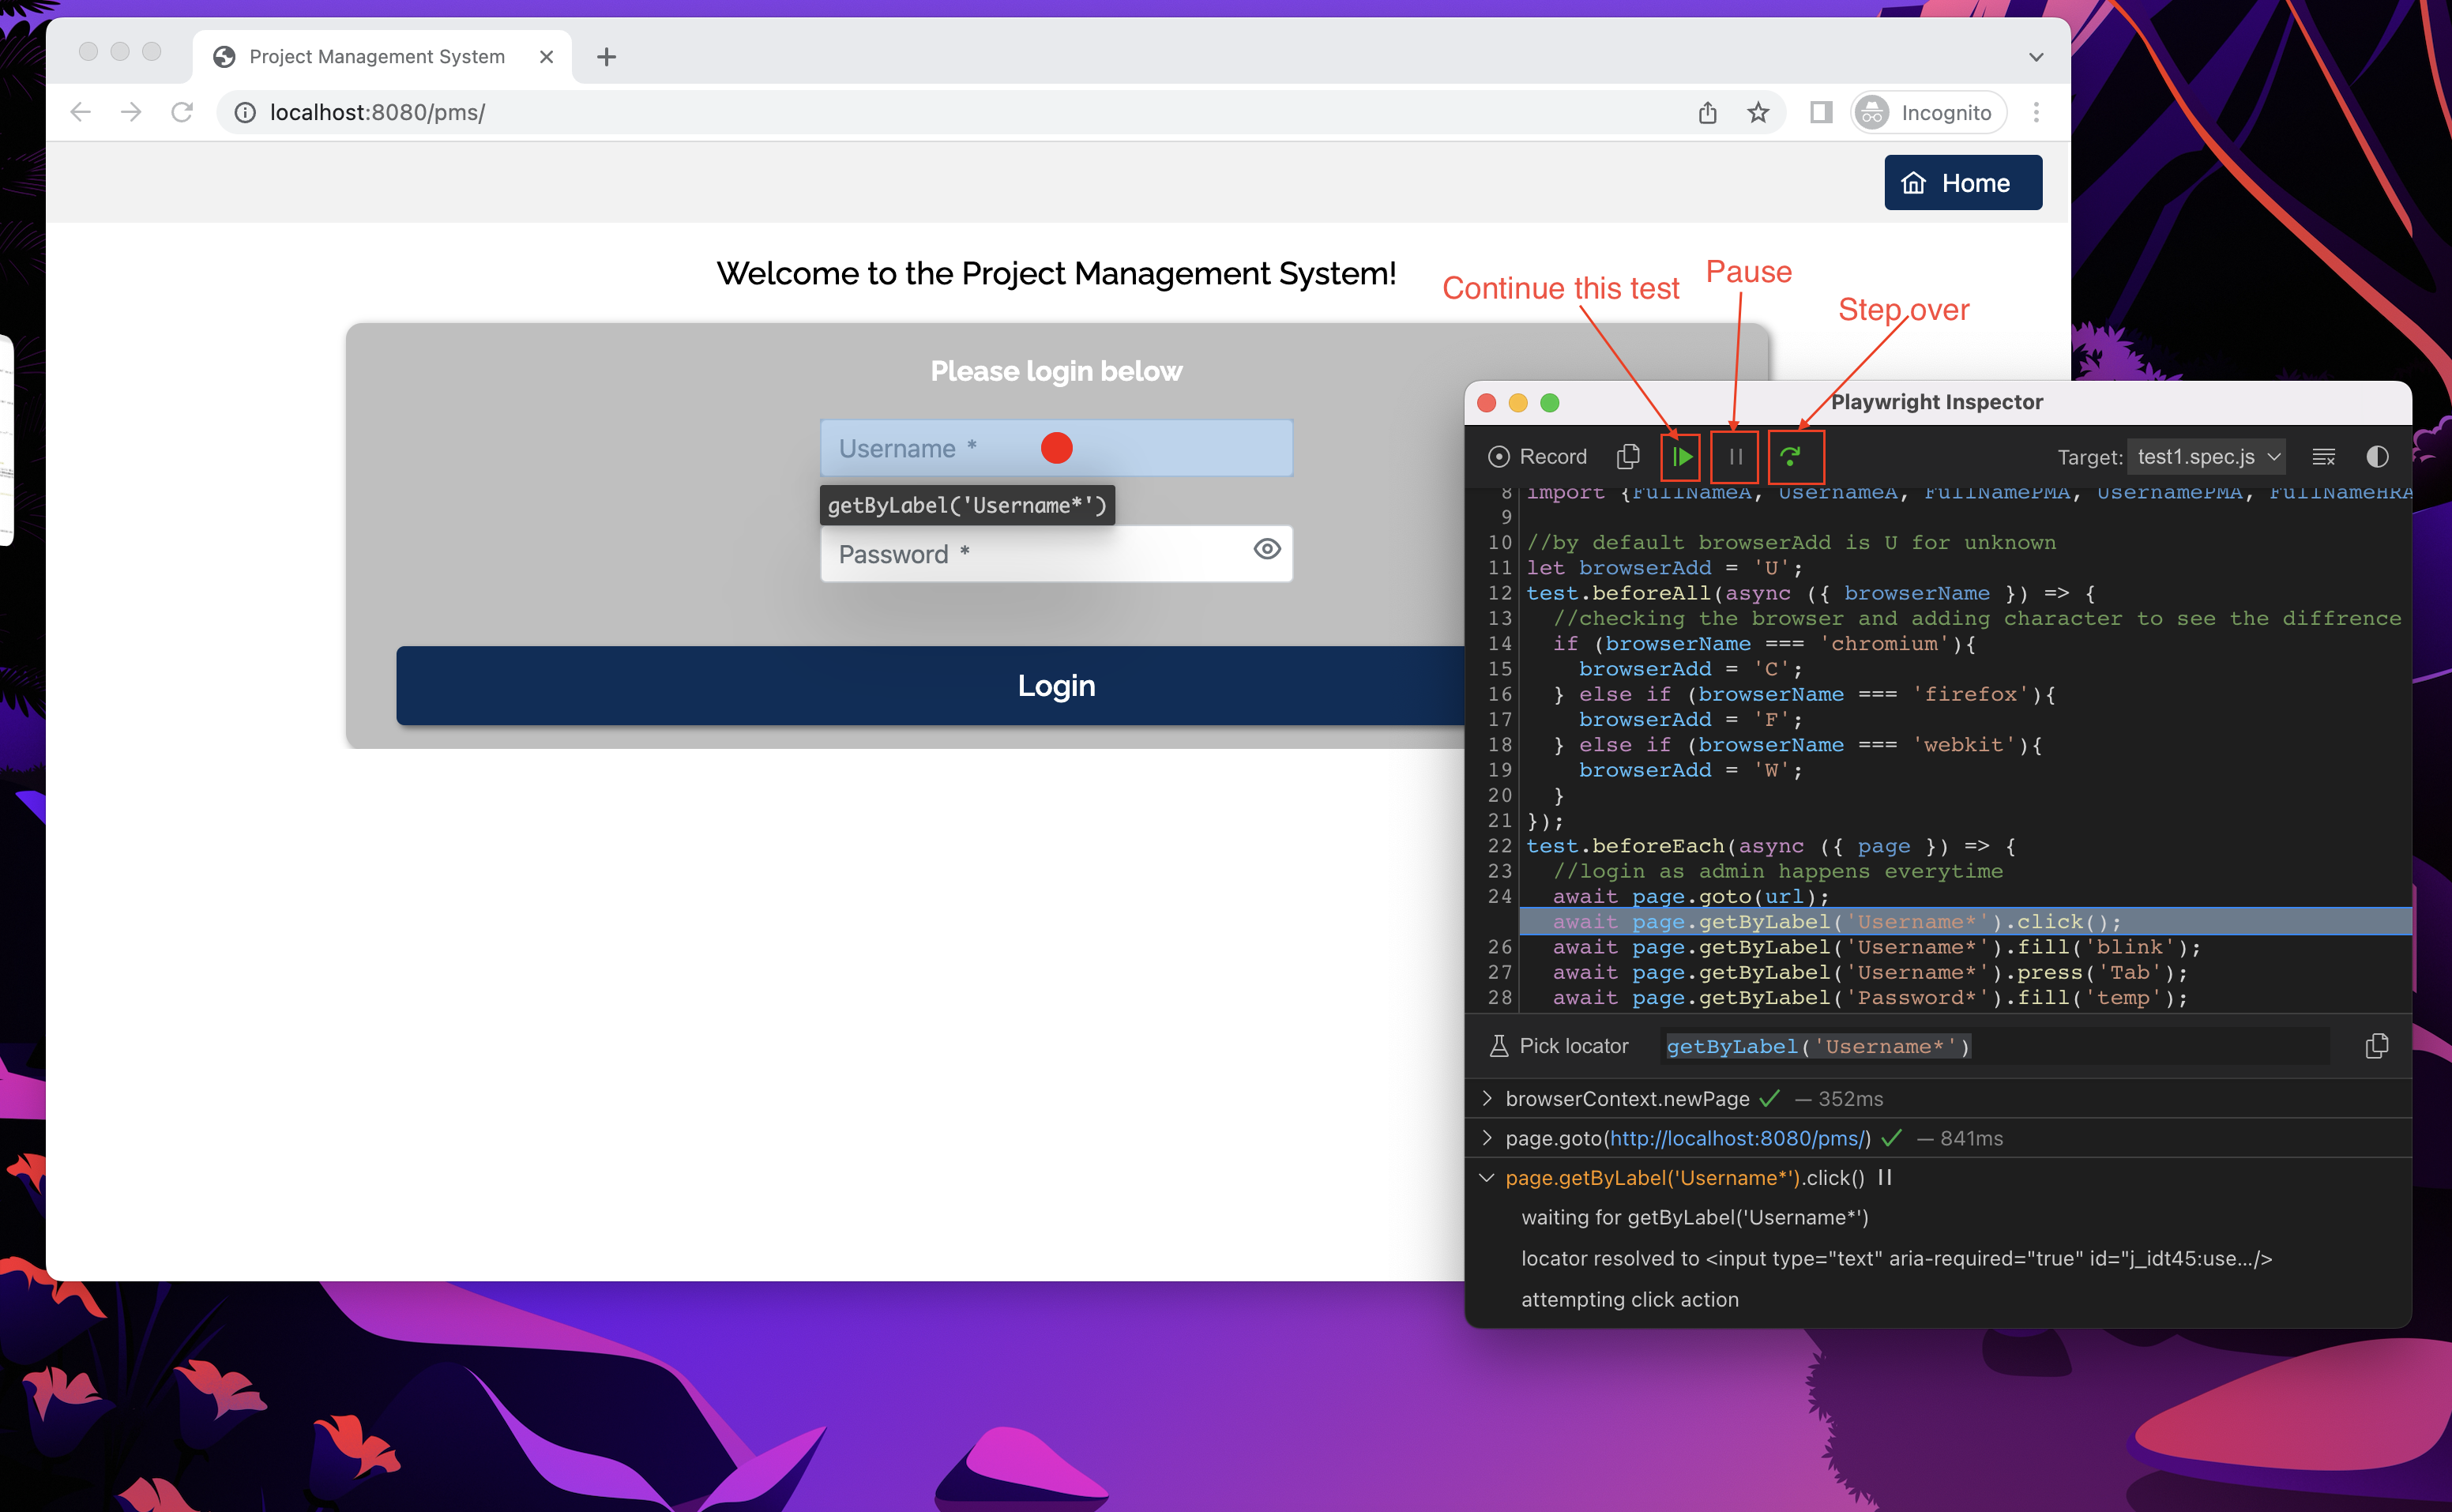 Project Management System
localhost:8080/pms/
Incognito
Home
Welcome to the Project Management System!
Continue this test
Pause
Step over
Please login below
Username *
getByLabel('Username*')
Password *
Login
Playwright Inspector
Record
Target: test1.spec.js
8 import {FullNameA, UsernameA, FullNamePMA, UsernamePMA, FullNameHRA
9
10 //by default browserAdd is U for unknown
11 let browserAdd = 'U';
12 test.beforeAll(async ({ browserName }) => {
13 //checking the browser and adding character to see the diffrence
14 if (browserName === 'chromium'){
15 browserAdd = 'C';
16 } else if (browserName === 'firefox'){
17 browserAdd = 'F';
18 } else if (browserName === 'webkit'){
19 browserAdd = 'W';
20 }
21 });
22 test.beforeEach(async ({ page }) => {
23 //login as admin happens everytime
24 await page.goto(url);
await page.getByLabel('Username*').click();
26 await page.getByLabel('Username*').fill('blink');
27 await page.getByLabel('Username*').press('Tab');
28 await page.getByLabel('Password*').fill('temp');
Pick locator getByLabel('Username*')
browserContext.newPage — 352ms
page.goto(http://localhost:8080/pms/) — 841ms
page.getByLabel('Username*').click()
waiting for getByLabel('Username*')
locator resolved to <input type="text" aria-required="true" id="j_idt45:use…/>
attempting click action